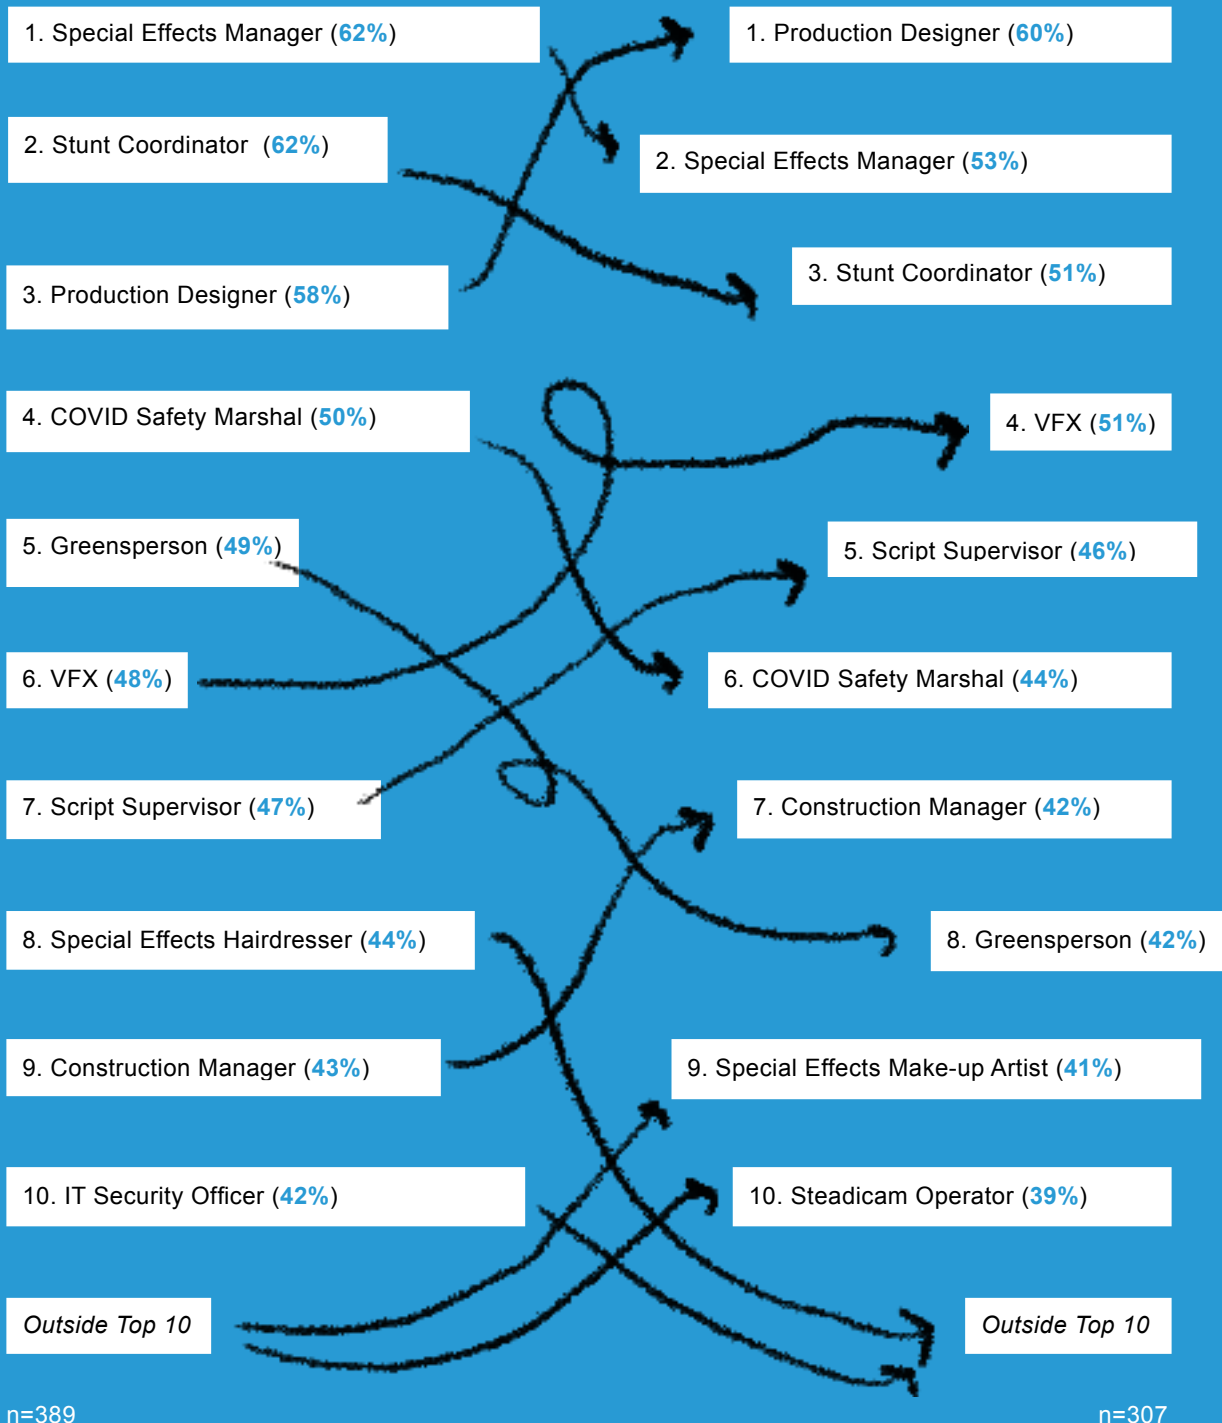 1. Special Effects Manager (62%)
1. Production Designer (60%)
2. Stunt Coordinator (62%)
2. Special Effects Manager (53%)
3. Production Designer (58%)
3. Stunt Coordinator (51%)
4. COVID Safety Marshal (50%)
4. VFX (51%)
5. Greensperson (49%)
5. Script Supervisor (46%)
6. VFX (48%)
6. COVID Safety Marshal (44%)
7. Script Supervisor (47%)
7. Construction Manager (42%)
8. Special Effects Hairdresser (44%)
8. Greensperson (42%)
9. Construction Manager (43%)
9. Special Effects Make-up Artist (41%)
10. IT Security Officer (42%)
10. Steadicam Operator (39%)
Outside Top 10
Outside Top 10
n=389
n=307